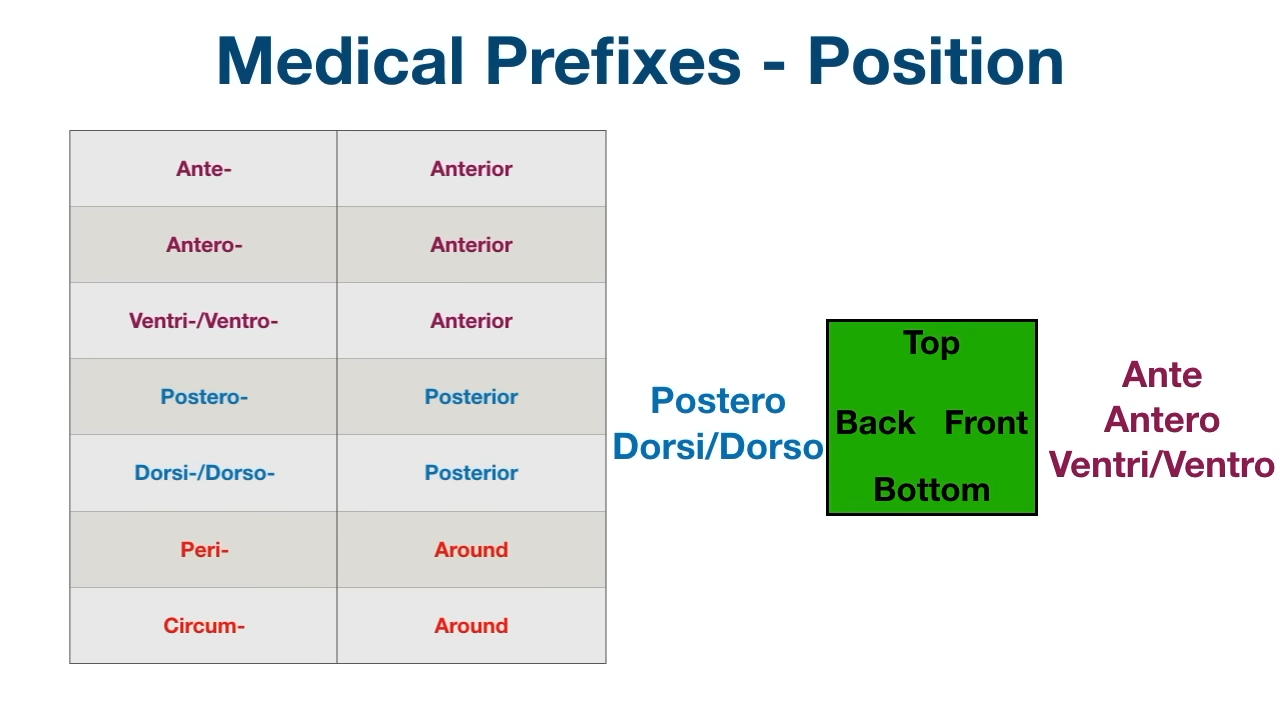 Medical Prefixes - Position
Ante- Anterior
Antero- Anterior
Ventri-/Ventro- Anterior
Postero- Posterior
Dorsi-/Dorso- Posterior
Peri- Around
Circum- Around
Postero
Dorsi/Dorso
Top
Back Front
Bottom
Ante
Antero
Ventri/Ventro